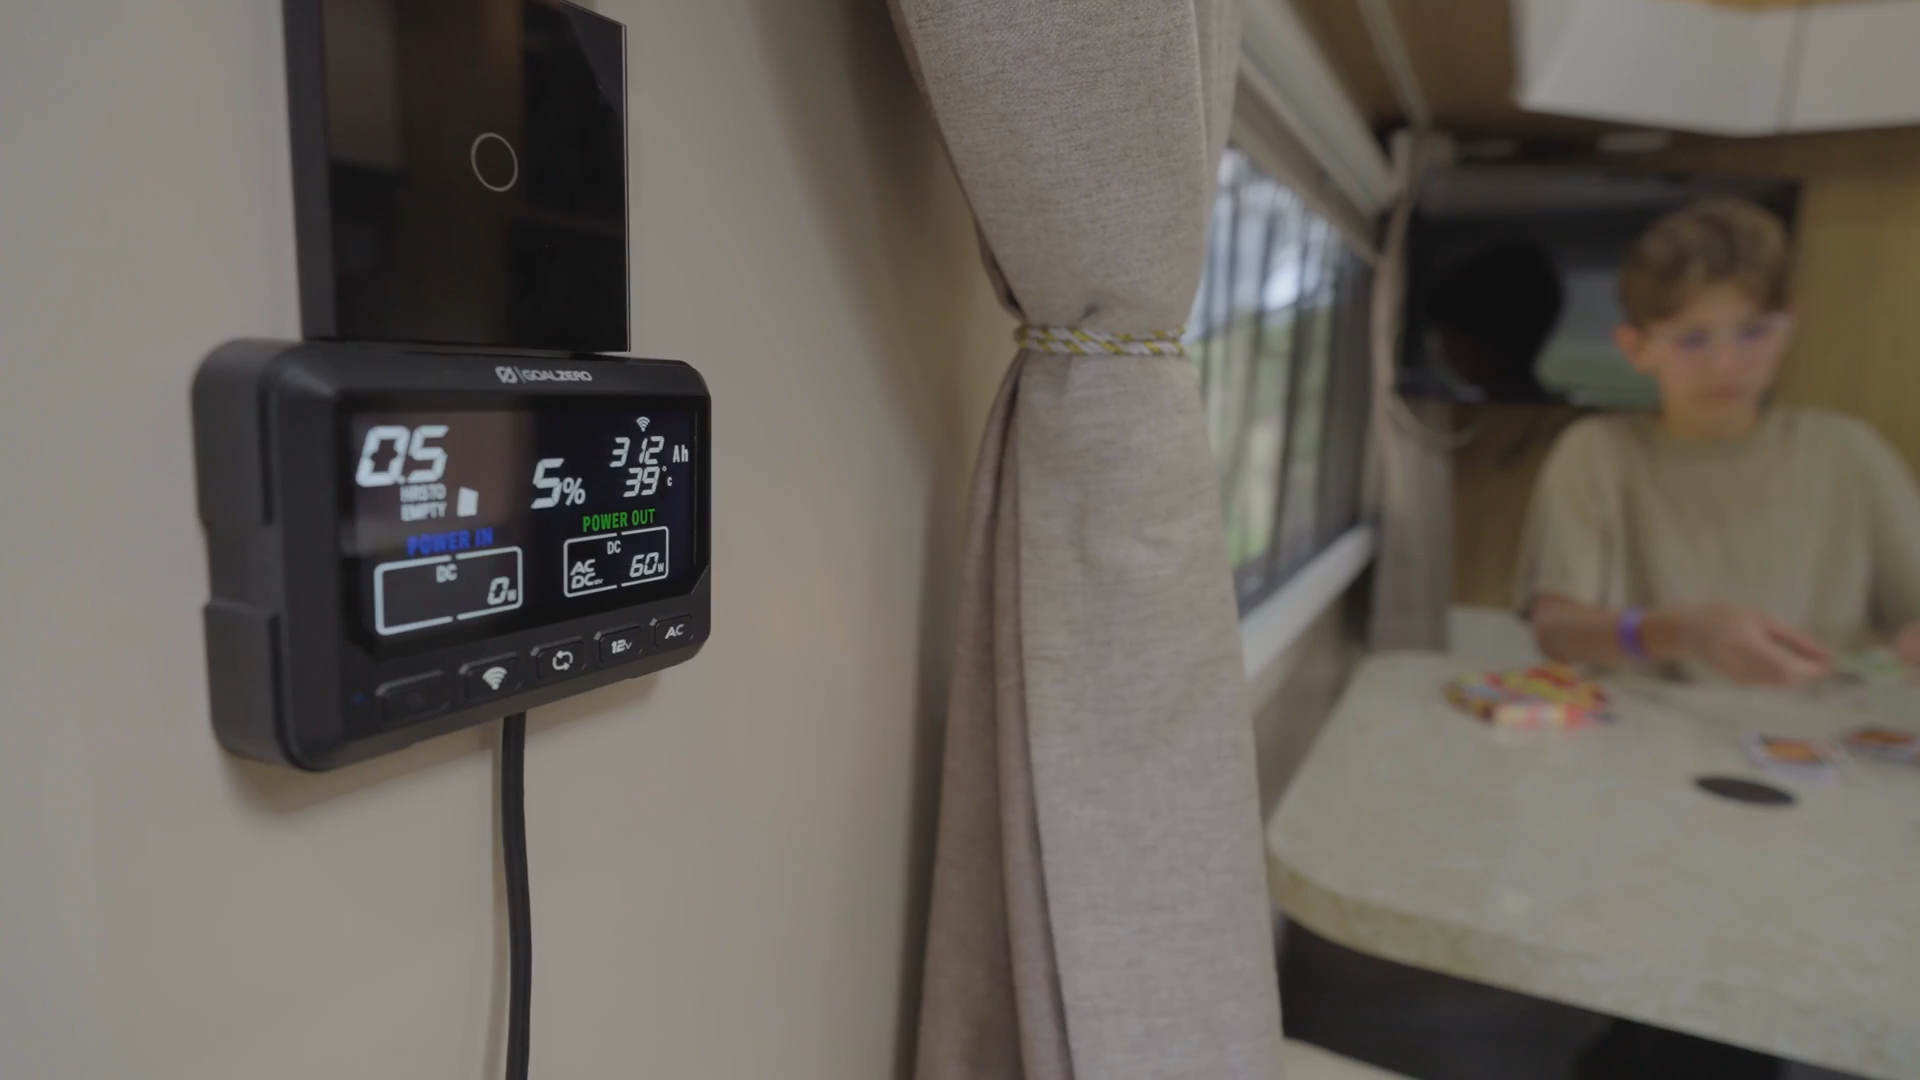 GOALZERO
0.5
HRS TO
EMPTY
5%
312 Ah
39°C
POWER IN
DC
0W
POWER OUT
DC
AC
DC
60W
12V
AC